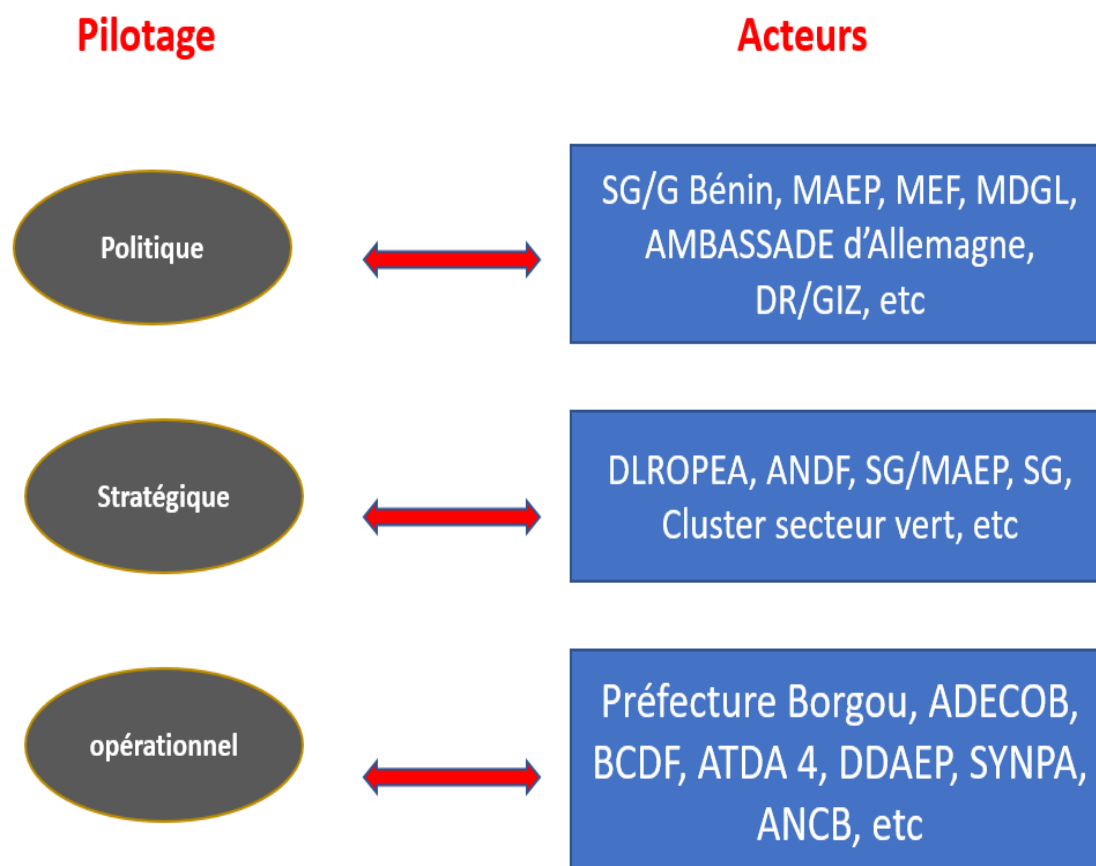 Pilotage
Acteurs
Politique
SG/G Bénin, MAEP, MEF, MDGL,
AMBASSADE d’Allemagne,
DR/GIZ, etc
Stratégique
DLROPEA, ANDF, SG/MAEP, SG,
Cluster secteur vert, etc
opérationnel
Préfecture Borgou, ADECOB,
BCDF, ATDA 4, DDAEP, SYNPA,
ANCB, etc